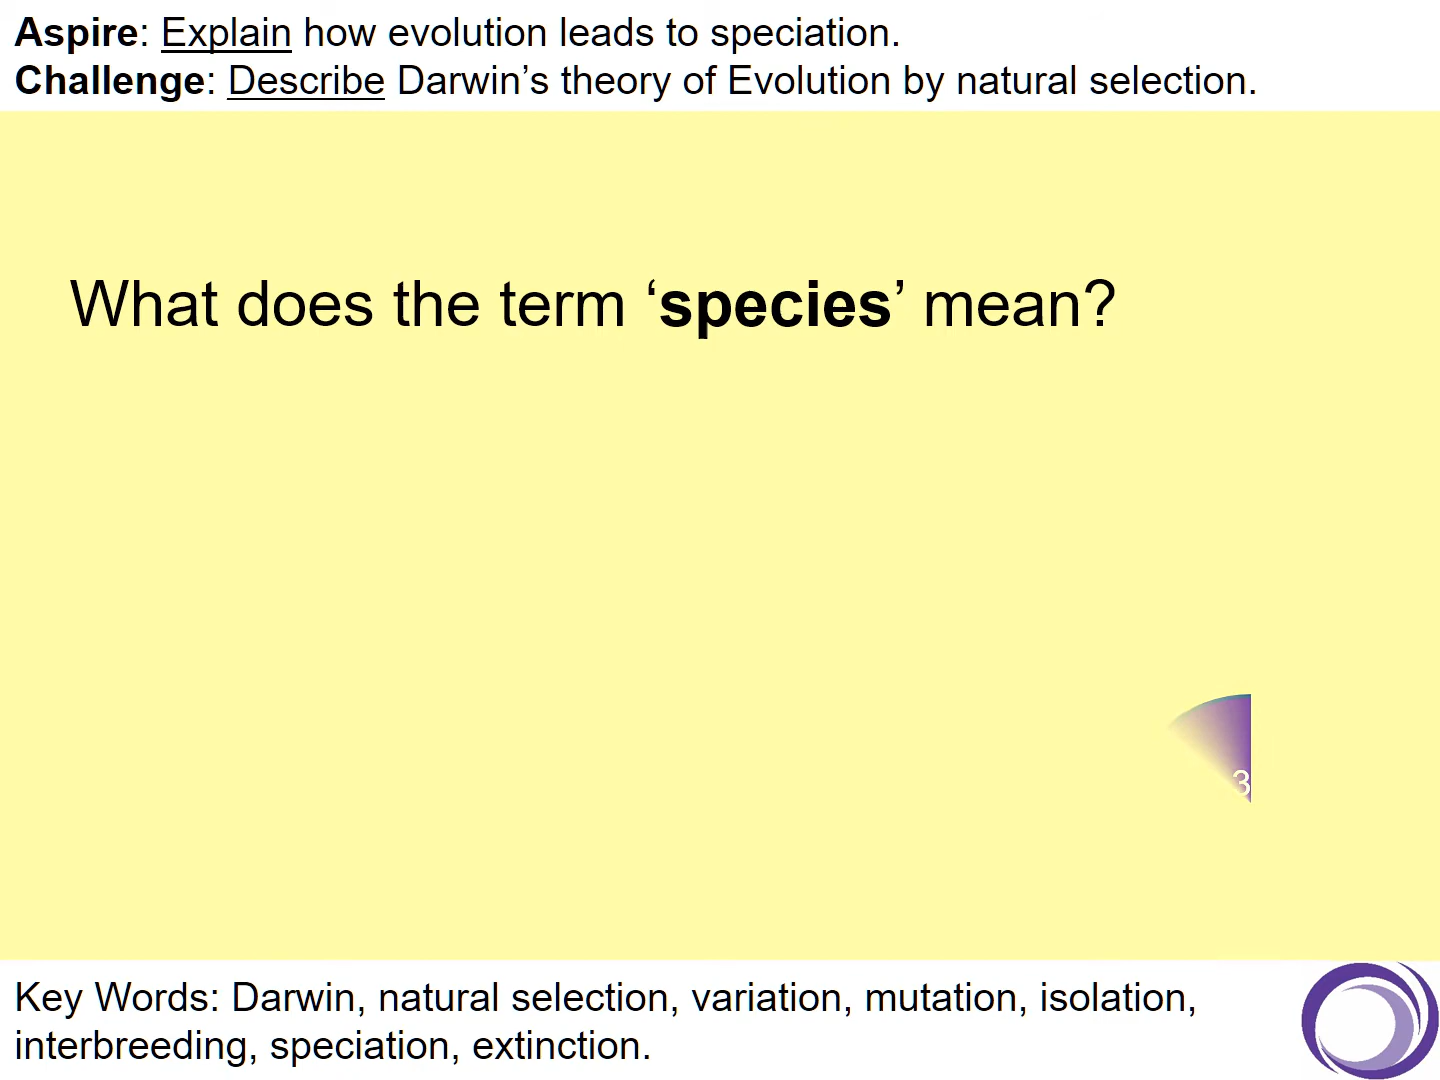 Aspire: Explain how evolution leads to speciation.
Challenge: Describe Darwin’s theory of Evolution by natural selection.
What does the term ‘species’ mean?
3
Key Words: Darwin, natural selection, variation, mutation, isolation,
interbreeding, speciation, extinction.